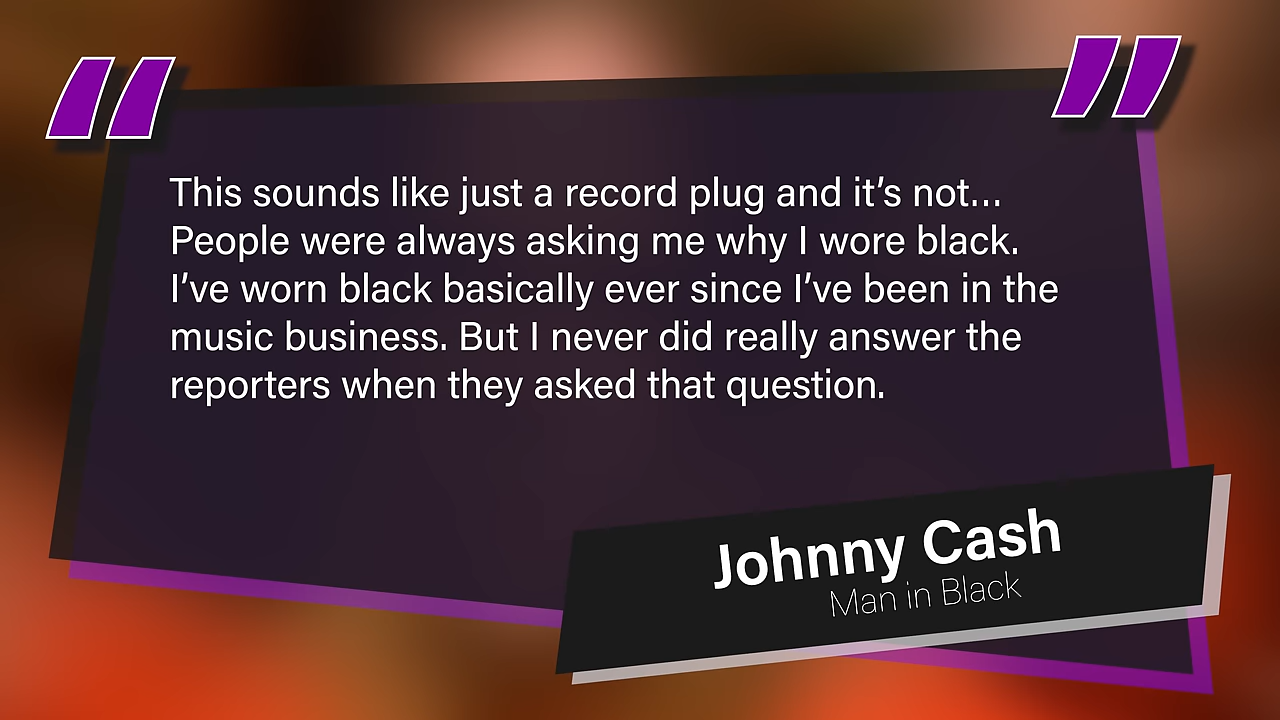 This sounds like just a record plug and it’s not…
People were always asking me why I wore black.
I’ve worn black basically ever since I’ve been in the
music business. But I never did really answer the
reporters when they asked that question.
Johnny Cash
Man in Black